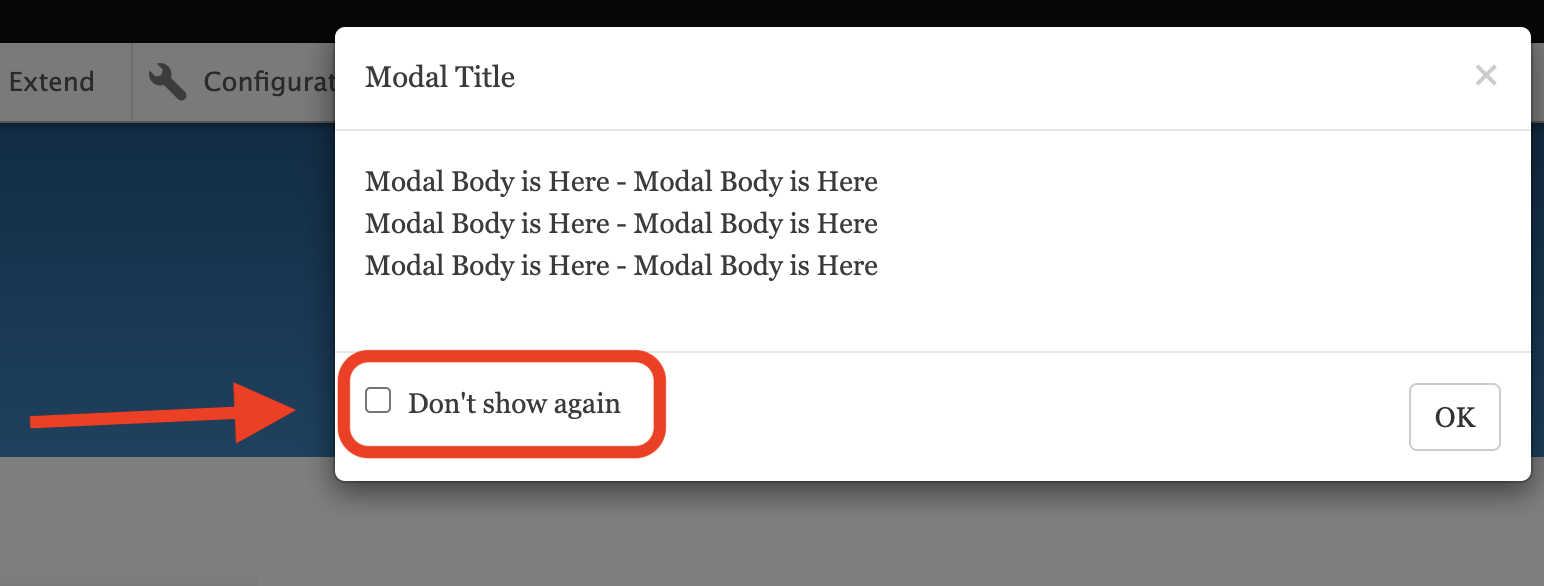 Extend
Configurat
Modal Title
×
Modal Body is Here - Modal Body is Here
Modal Body is Here - Modal Body is Here
Modal Body is Here - Modal Body is Here
Don't show again
OK